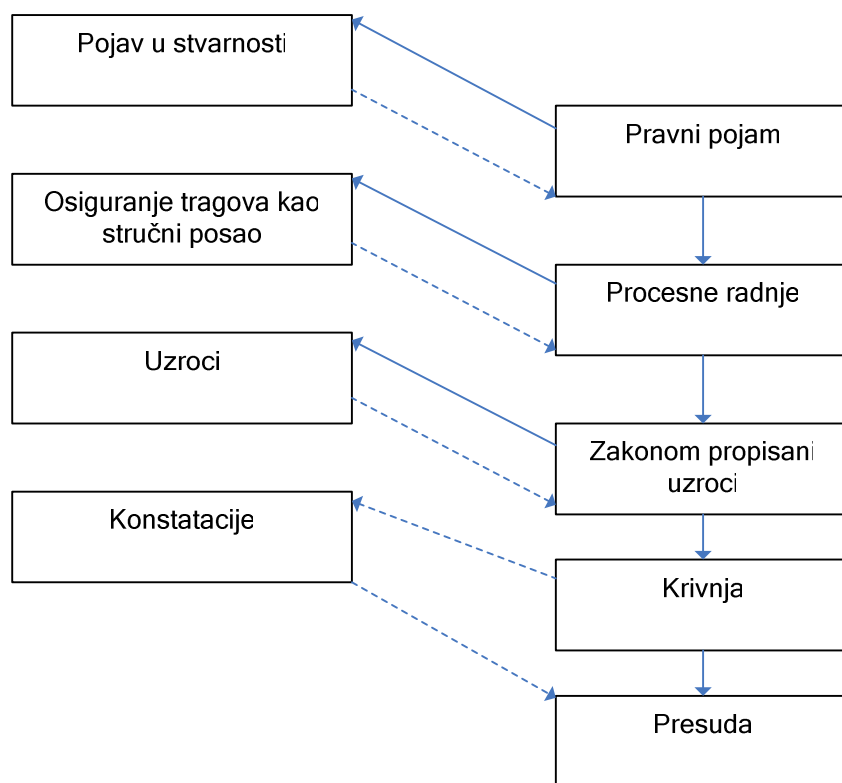 Pojav u stvarnosti
Pravni pojam
Osiguranje tragova kao
stručni posao
Procesne radnje
Uzroci
Zakonom propisani
uzroci
Konstatacije
Krivnja
Presuda